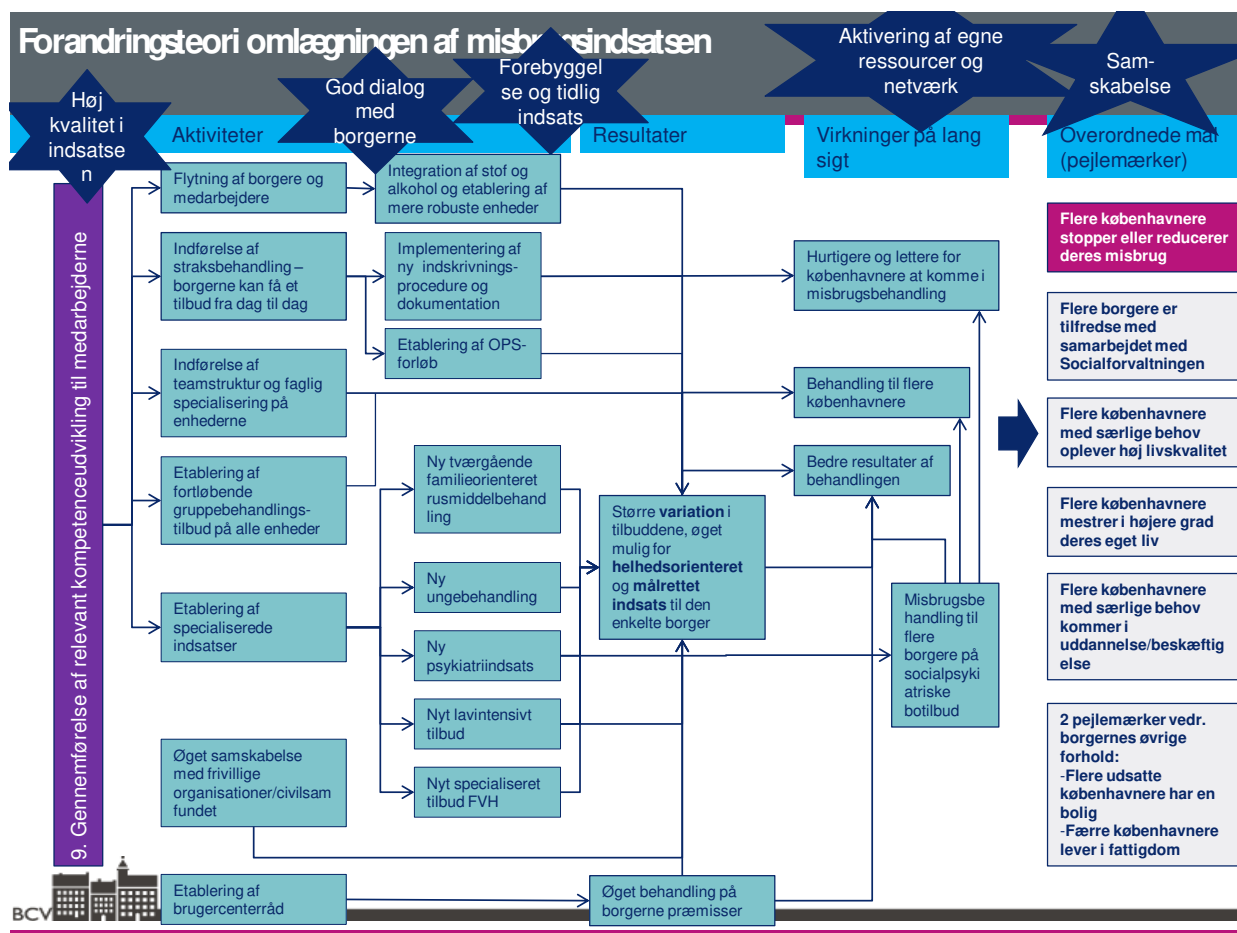 Forandringsteori omlægningen af misbrugsindsatsen
Høj
kvalitet i
indsatse
n
God dialog
med
borgerne
Forebyggel
se og tidlig
indsats
Aktivering af egne
ressourcer og
netværk
Sam-
skabelse
Aktiviteter
Resultater
Virkninger på lang
sigt
Overordnede mål
(pejlemærker)
9. Gennemførelse af relevant kompetenceudvikling til medarbejderne
Flytning af borgere og
medarbejdere
Indførelse af
straksbehandling –
borgerne kan få et
tilbud fra dag til dag
Indførelse af
teamstruktur og faglig
specialisering på
enhederne
Etablering af
fortløbende
gruppebehandlings-
tilbud på alle enheder
Etablering af
specialiserede
indsatser
Øget samskabelse
med frivillige
organisationer/civilsam
fundet
Etablering af
brugercenterråd
Integration af stof og
alkohol og etablering af
mere robuste enheder
Implementering af
ny indskrivnings-
procedure og
dokumentation
Etablering af OPS-
forløb
Ny tværgående
familieorienteret
rusmiddelbehand
ling
Ny
ungebehandling
Ny
psykiatriindsats
Nyt lavintensivt
tilbud
Nyt specialiseret
tilbud FVH
Større variation i
tilbuddene, øget
mulig for
helhedsorienteret
og målrettet
indsats til den
enkelte borger
Øget behandling på
borgerne præmisser
Hurtigere og lettere for
københavnere at komme i
misbrugsbehandling
Behandling til flere
københavnere
Bedre resultater af
behandlingen
Misbrugsbe
handling til
flere
borgere på
socialpsyki
atriske
botilbud
Flere københavnere
stopper eller reducerer
deres misbrug
Flere borgere er
tilfredse med
samarbejdet med
Socialforvaltningen
Flere københavnere
med særlige behov
oplever høj livskvalitet
Flere københavnere
mestrer i højere grad
deres eget liv
Flere københavnere
med særlige behov
kommer i
uddannelse/beskæftig
else
2 pejlemærker vedr.
borgernes øvrige
forhold:
-Flere udsatte
københavnere har en
bolig
-Færre københavnere
lever i fattigdom
BCV